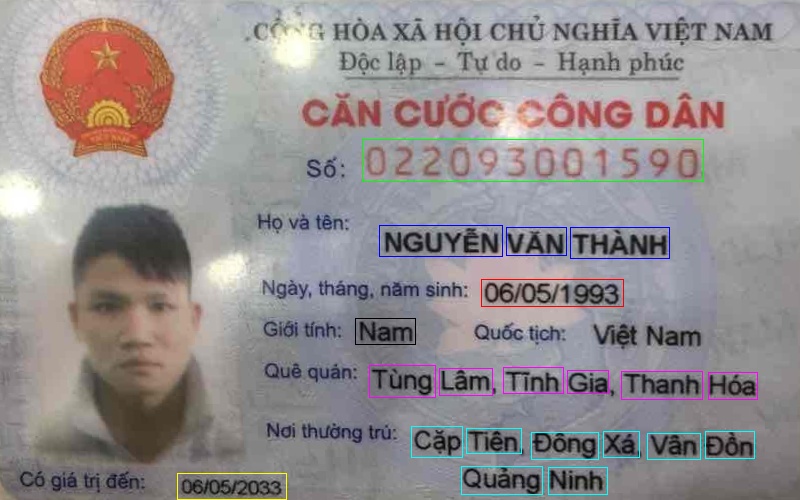 CỘNG HÒA XÃ HỘI CHỦ NGHĨA VIỆT NAM
Độc lập - Tự do - Hạnh phúc
CĂN CƯỚC CÔNG DÂN
Số: 022093001590
Họ và tên:
NGUYỄN VĂN THÀNH
Ngày, tháng, năm sinh: 06/05/1993
Giới tính: Nam Quốc tịch: Việt Nam
Quê quán: Tùng Lâm, Tĩnh Gia, Thanh Hóa
Nơi thường trú: Cặp Tiên, Đông Xá, Vân Đồn
Quảng Ninh
Có giá trị đến: 06/05/2033